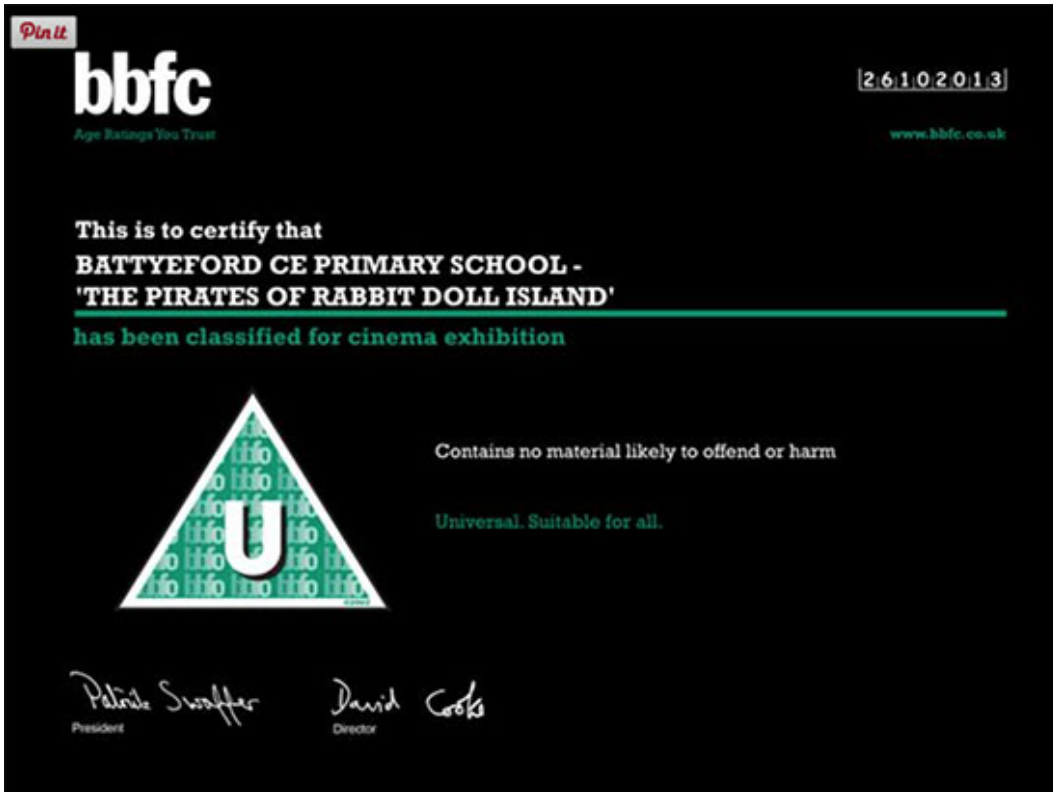 Pin it
bbfc
26102013
Age Ratings You Trust
www.bbfc.co.uk
This is to certify that
BATTYEFORD CE PRIMARY SCHOOL -
'THE PIRATES OF RABBIT DOLL ISLAND'
has been classified for cinema exhibition
Contains no material likely to offend or harm
U
Universal. Suitable for all.
Patrick Swaffer
David Cooke
President
Director